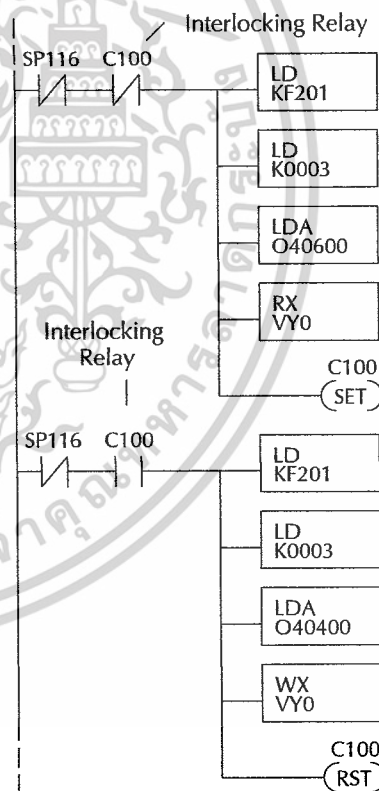 Interlocking Relay
SP116 C100
LD
KF201
LD
K0003
LDA
O40600
RX
VY0
C100
SET
Interlocking
Relay
SP116 C100
LD
KF201
LD
K0003
LDA
O40400
WX
VY0
C100
RST